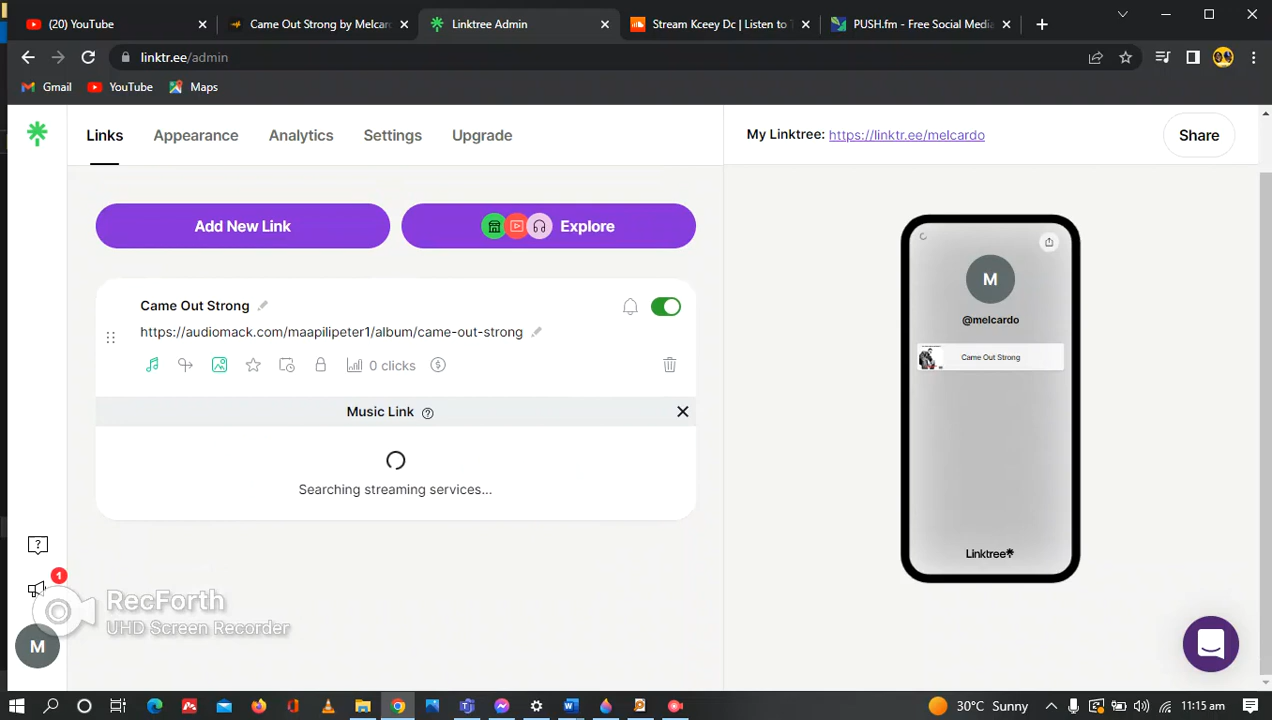 (20) YouTube
Came Out Strong by Melcar
Linktree Admin
Stream Kceey Dc | Listen to T
PUSH.fm - Free Social Media
linktr.ee/admin
Gmail
YouTube
Maps
Links
Appearance
Analytics
Settings
Upgrade
My Linktree: https://linktr.ee/melcardo
Share
Add New Link
Explore
Came Out Strong
https://audiomack.com/maapilipeter1/album/came-out-strong
0 clicks
Music Link
Searching streaming services...
M
@melcardo
Came Out Strong
Linktree
1
RecForth
UHD Screen Recorder
M
30°C Sunny
11:15 am